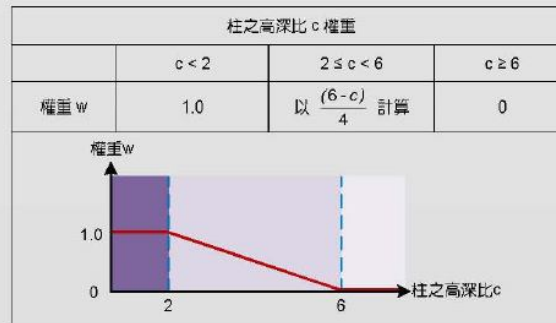 柱之高深比 c 權重
c < 2 2 ≤ c < 6 c ≥ 6
權重 w 1.0 以 (6-c)/4 計算 0
權重w
1.0
0
2 6
柱之高深比c